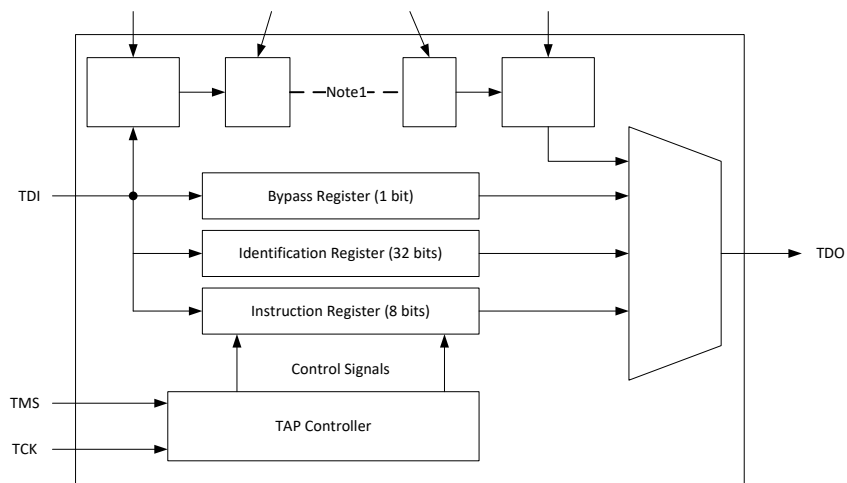 Note1
TDI
Bypass Register (1 bit)
Identification Register (32 bits)
TDO
Instruction Register (8 bits)
Control Signals
TMS
TAP Controller
TCK